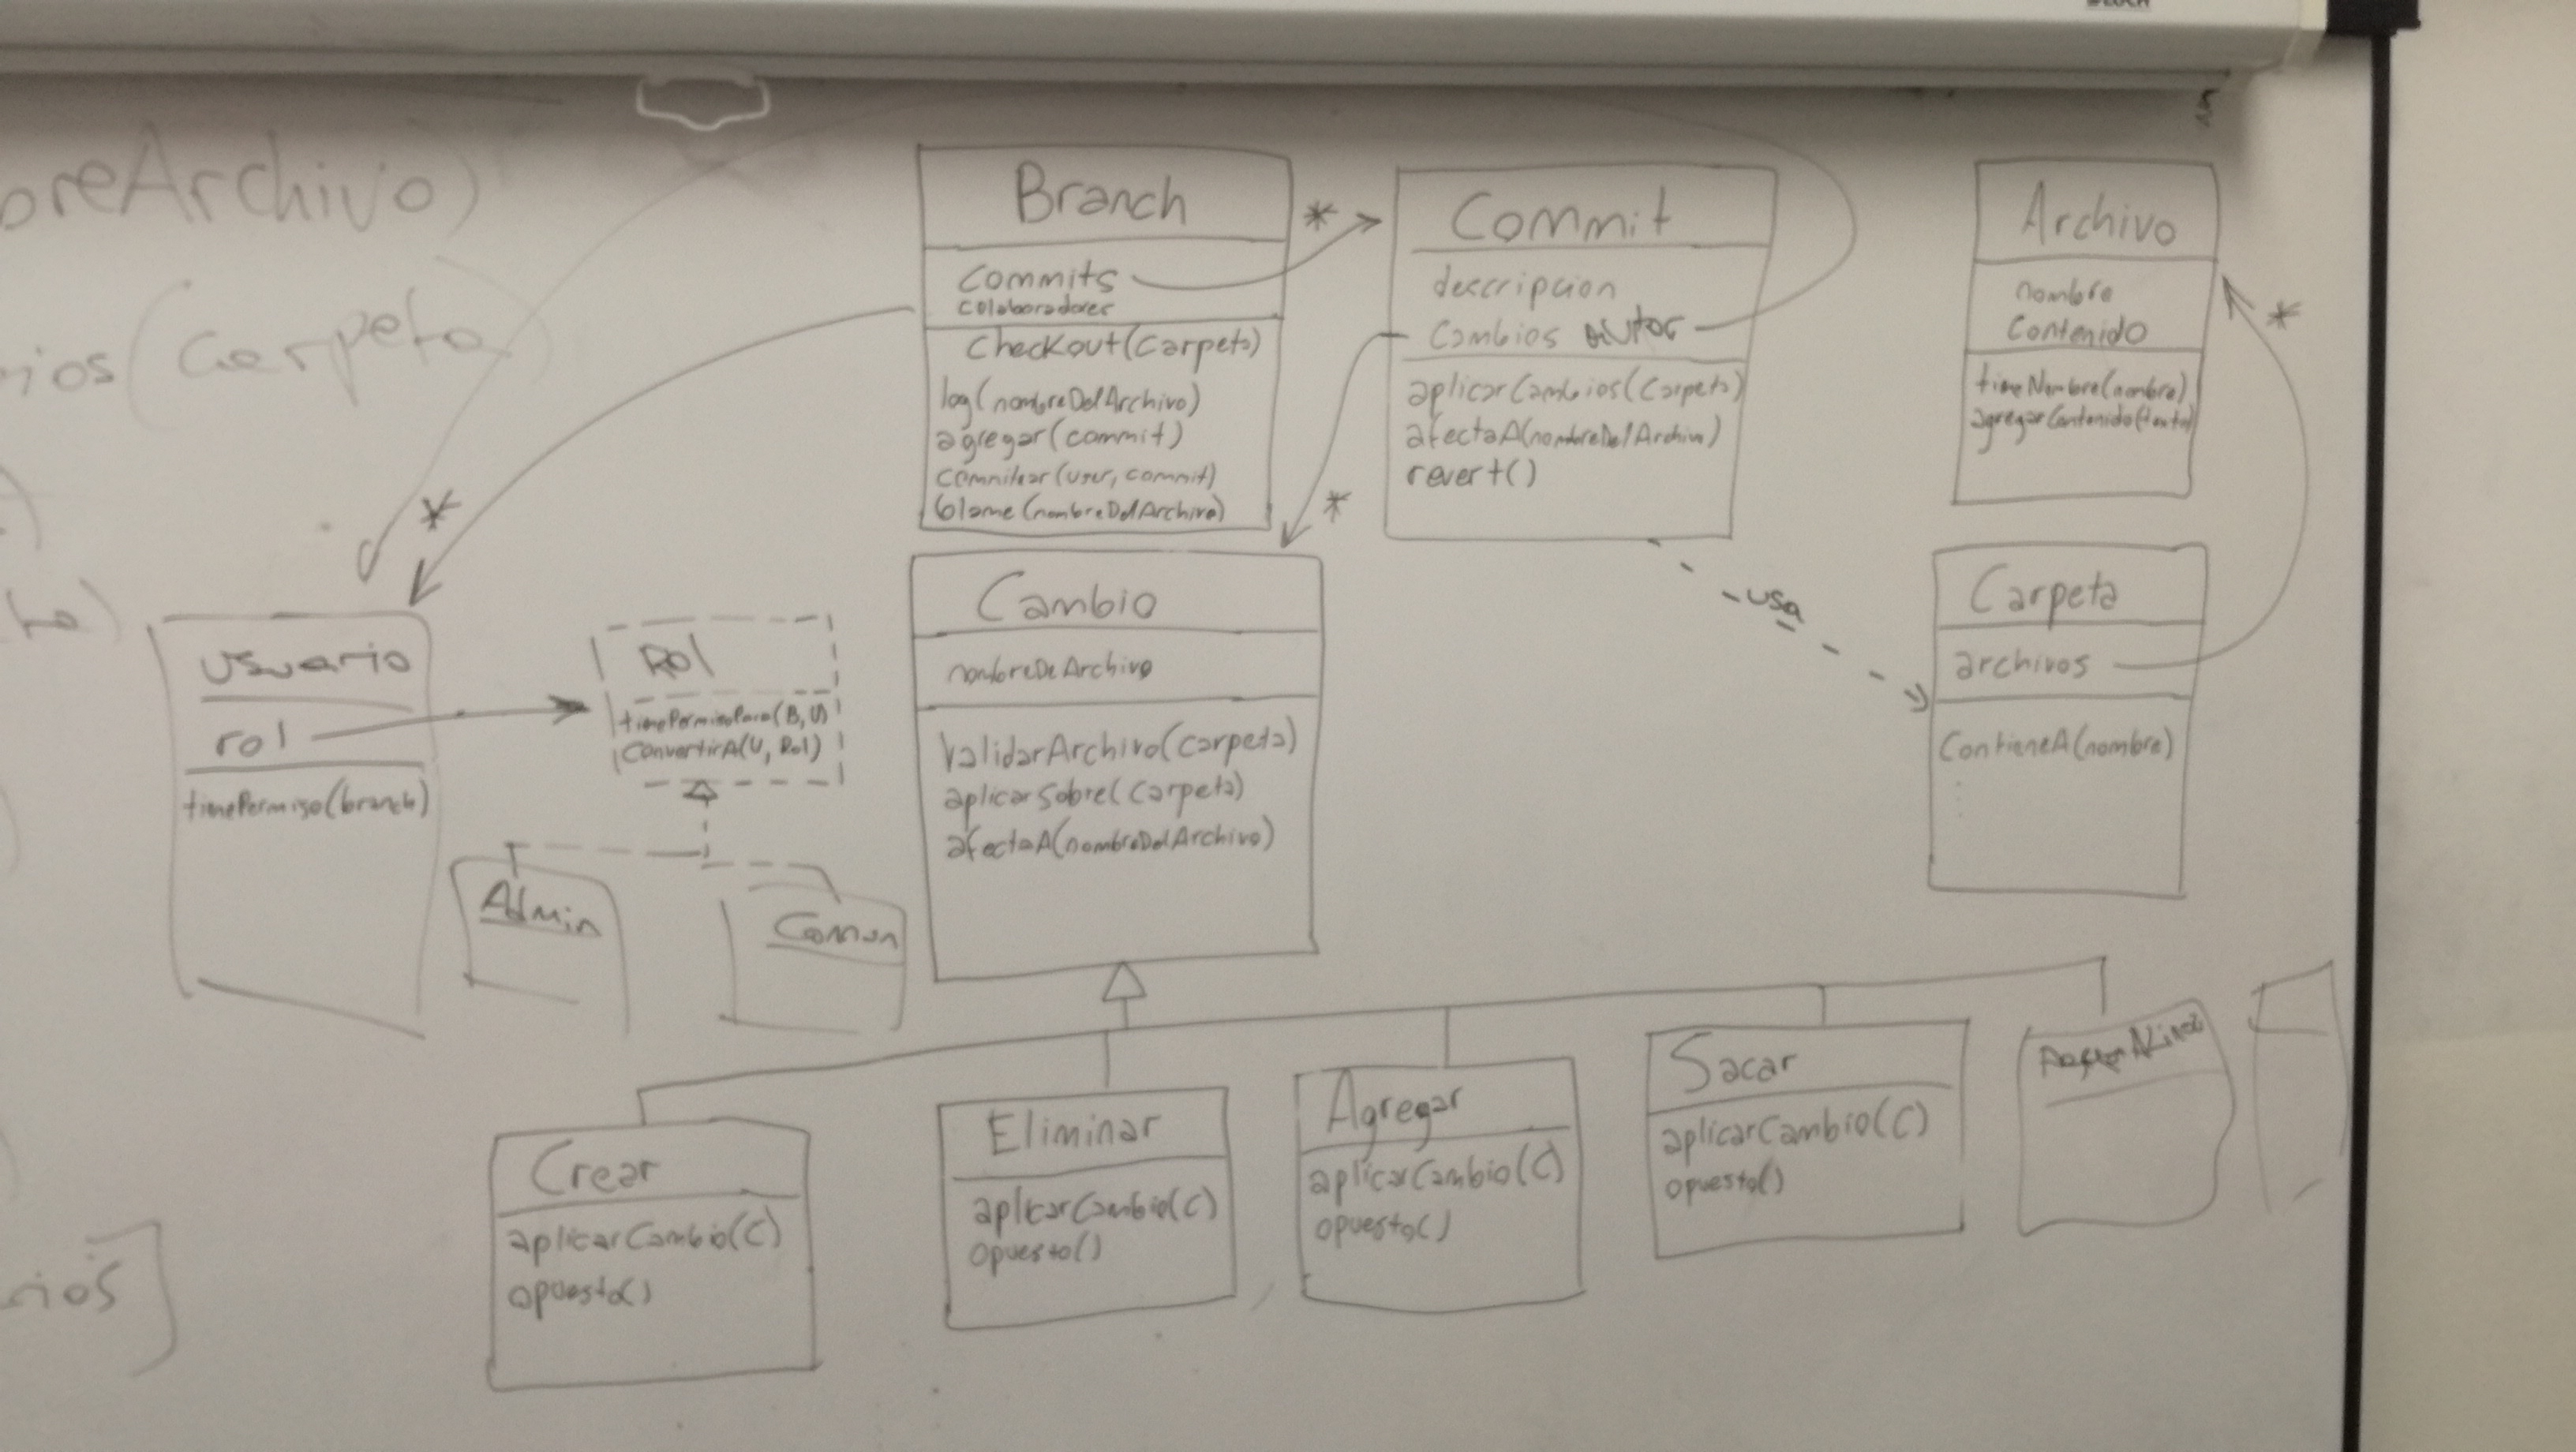 breArchivo)
rios(Carpeta
Branch
Commits
colaboradores
Checkout(Carpeta)
log(nombreDelArchivo)
agregar(commit)
commitear(user, commit)
blame(nombreDelArchivo)
*
Commit
descripcion
Cambios autor
aplicarCambios(Carpeta)
afectaA(nombreDelArchivo)
revert()
*
Archivo
nombre
Contenido
tieneNombre(nombre)
agregarContenido(texto)
*
*
Usuario
rol
tienePermiso(branch)
Rol
tienePermisoPara(B, U)
ConvertirA(U, Rol)
Admin
Comun
Cambio
nombreDeArchivo
validarArchivo(carpeta)
aplicarSobre(carpeta)
afectaA(nombreDelArchivo)
usa
Carpeta
archivos
ContieneA(nombre)
Crear
aplicarCambio(C)
opuesto()
Eliminar
aplicarCambio(C)
opuesto()
Agregar
aplicarCambio(C)
opuesto()
Sacar
aplicarCambio(C)
opuesto()
rios]